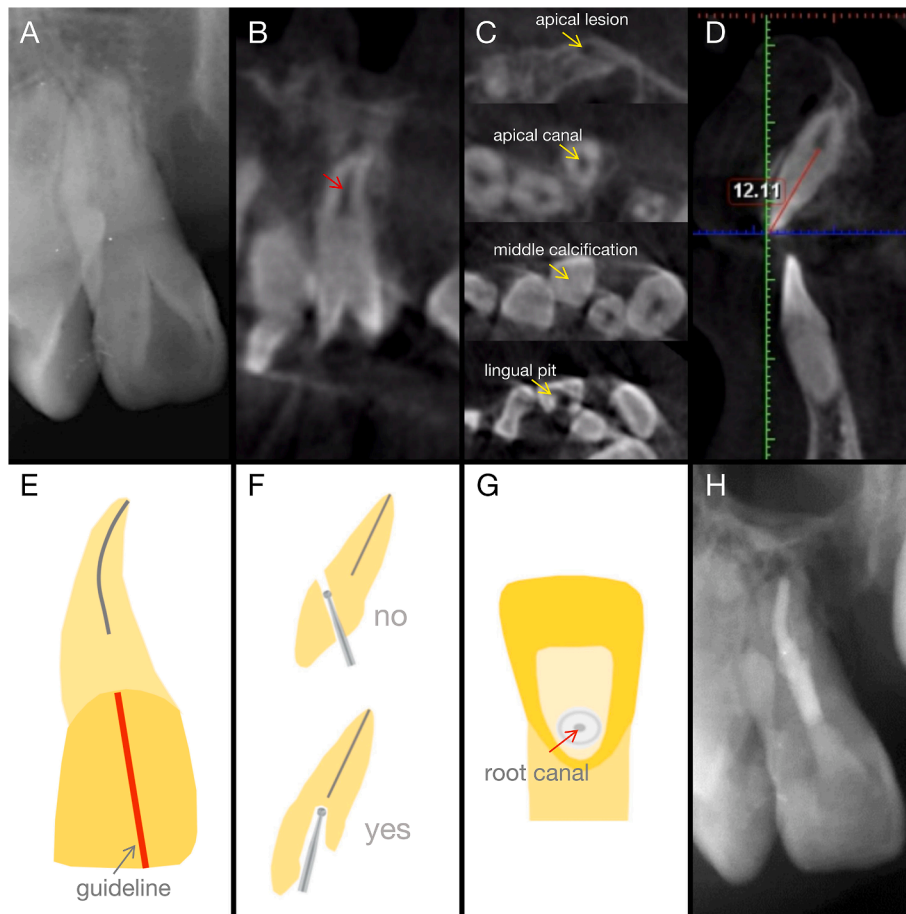 A
B
C
D
apical lesion
apical canal
middle calcification
lingual pit
12.11
E
F
G
H
guideline
no
yes
root canal